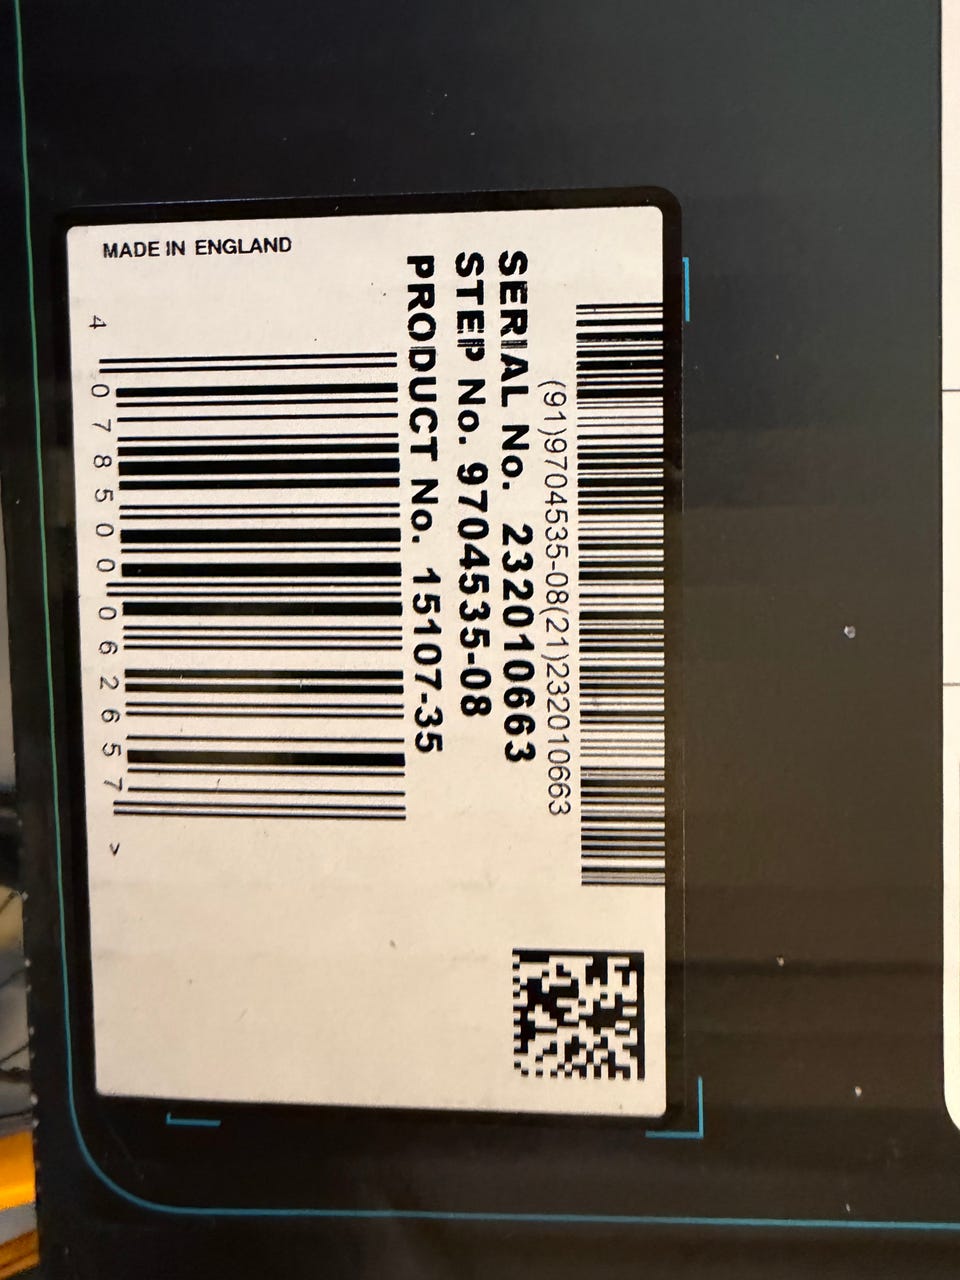 (91)9704535-08(21)232010663
SERIAL No. 232010663
STEP No. 9704535-08
PRODUCT No. 15107-35
4 078500 062657 >
MADE IN ENGLAND